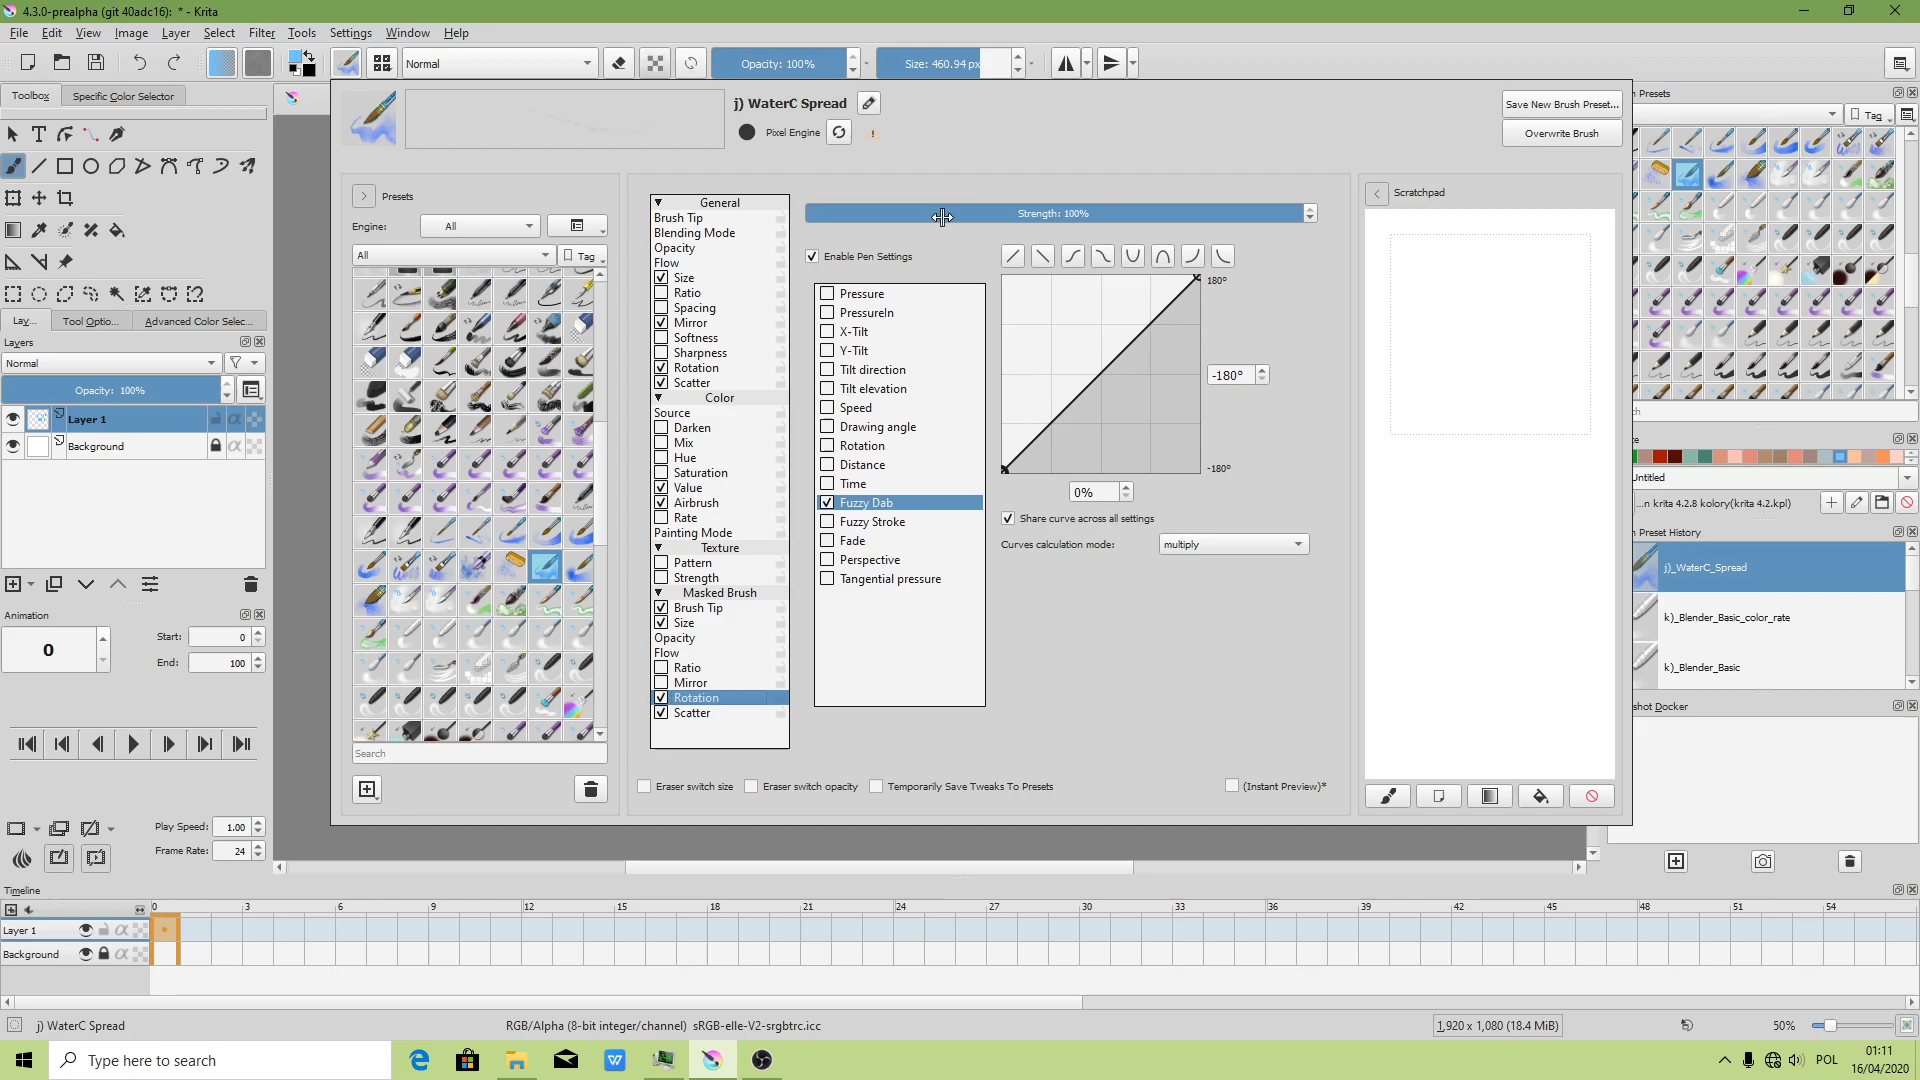 4.3.0-prealpha (git 40adc16):  * - Krita
File Edit View Image Layer Select Filter Tools Settings Window Help
Normal Opacity: 100% Size: 460.94 px
Toolbox Specific Color Selector
j) WaterC Spread
Pixel Engine
Save New Brush Preset...
Overwrite Brush
Presets
Tag
Presets
Engine: All
All Tag
General
Brush Tip
Blending Mode
Opacity
Flow
Size
Ratio
Spacing
Mirror
Softness
Sharpness
Rotation
Scatter
Color
Source
Darken
Mix
Hue
Saturation
Value
Airbrush
Rate
Painting Mode
Texture
Pattern
Strength
Masked Brush
Brush Tip
Size
Opacity
Flow
Ratio
Mirror
Rotation
Scatter
Strength: 100%
Enable Pen Settings
Pressure
PressureIn
X-Tilt
Y-Tilt
Tilt direction
Tilt elevation
Speed
Drawing angle
Rotation
Distance
Time
Fuzzy Dab
Fuzzy Stroke
Fade
Perspective
Tangential pressure
180°
-180°
-180°
0%
Share curve across all settings
Curves calculation mode: multiply
Scratchpad
Search
Eraser switch size Eraser switch opacity Temporarily Save Tweaks To Presets (Instant Preview)*
Lay... Tool Optio... Advanced Color Selec...
Layers
Normal
Opacity: 100%
Layer 1
Background
Animation
0
Start: 0
End: 100
Play Speed: 1.00
Frame Rate: 24
Untitled
...n krita 4.2.8 kolory(krita 4.2.kpl)
Preset History
j)_WaterC_Spread
k)_Blender_Basic_color_rate
k)_Blender_Basic
shot Docker
Timeline
0 3 6 9 12 15 18 21 24 27 30 33 36 39 42 45 48 51 54
Layer 1
Background
j) WaterC Spread RGB/Alpha (8-bit integer/channel) sRGB-elle-V2-srgbtrc.icc 1,920 x 1,080 (18.4 MiB) 50%
Type here to search
POL 01:11
16/04/2020